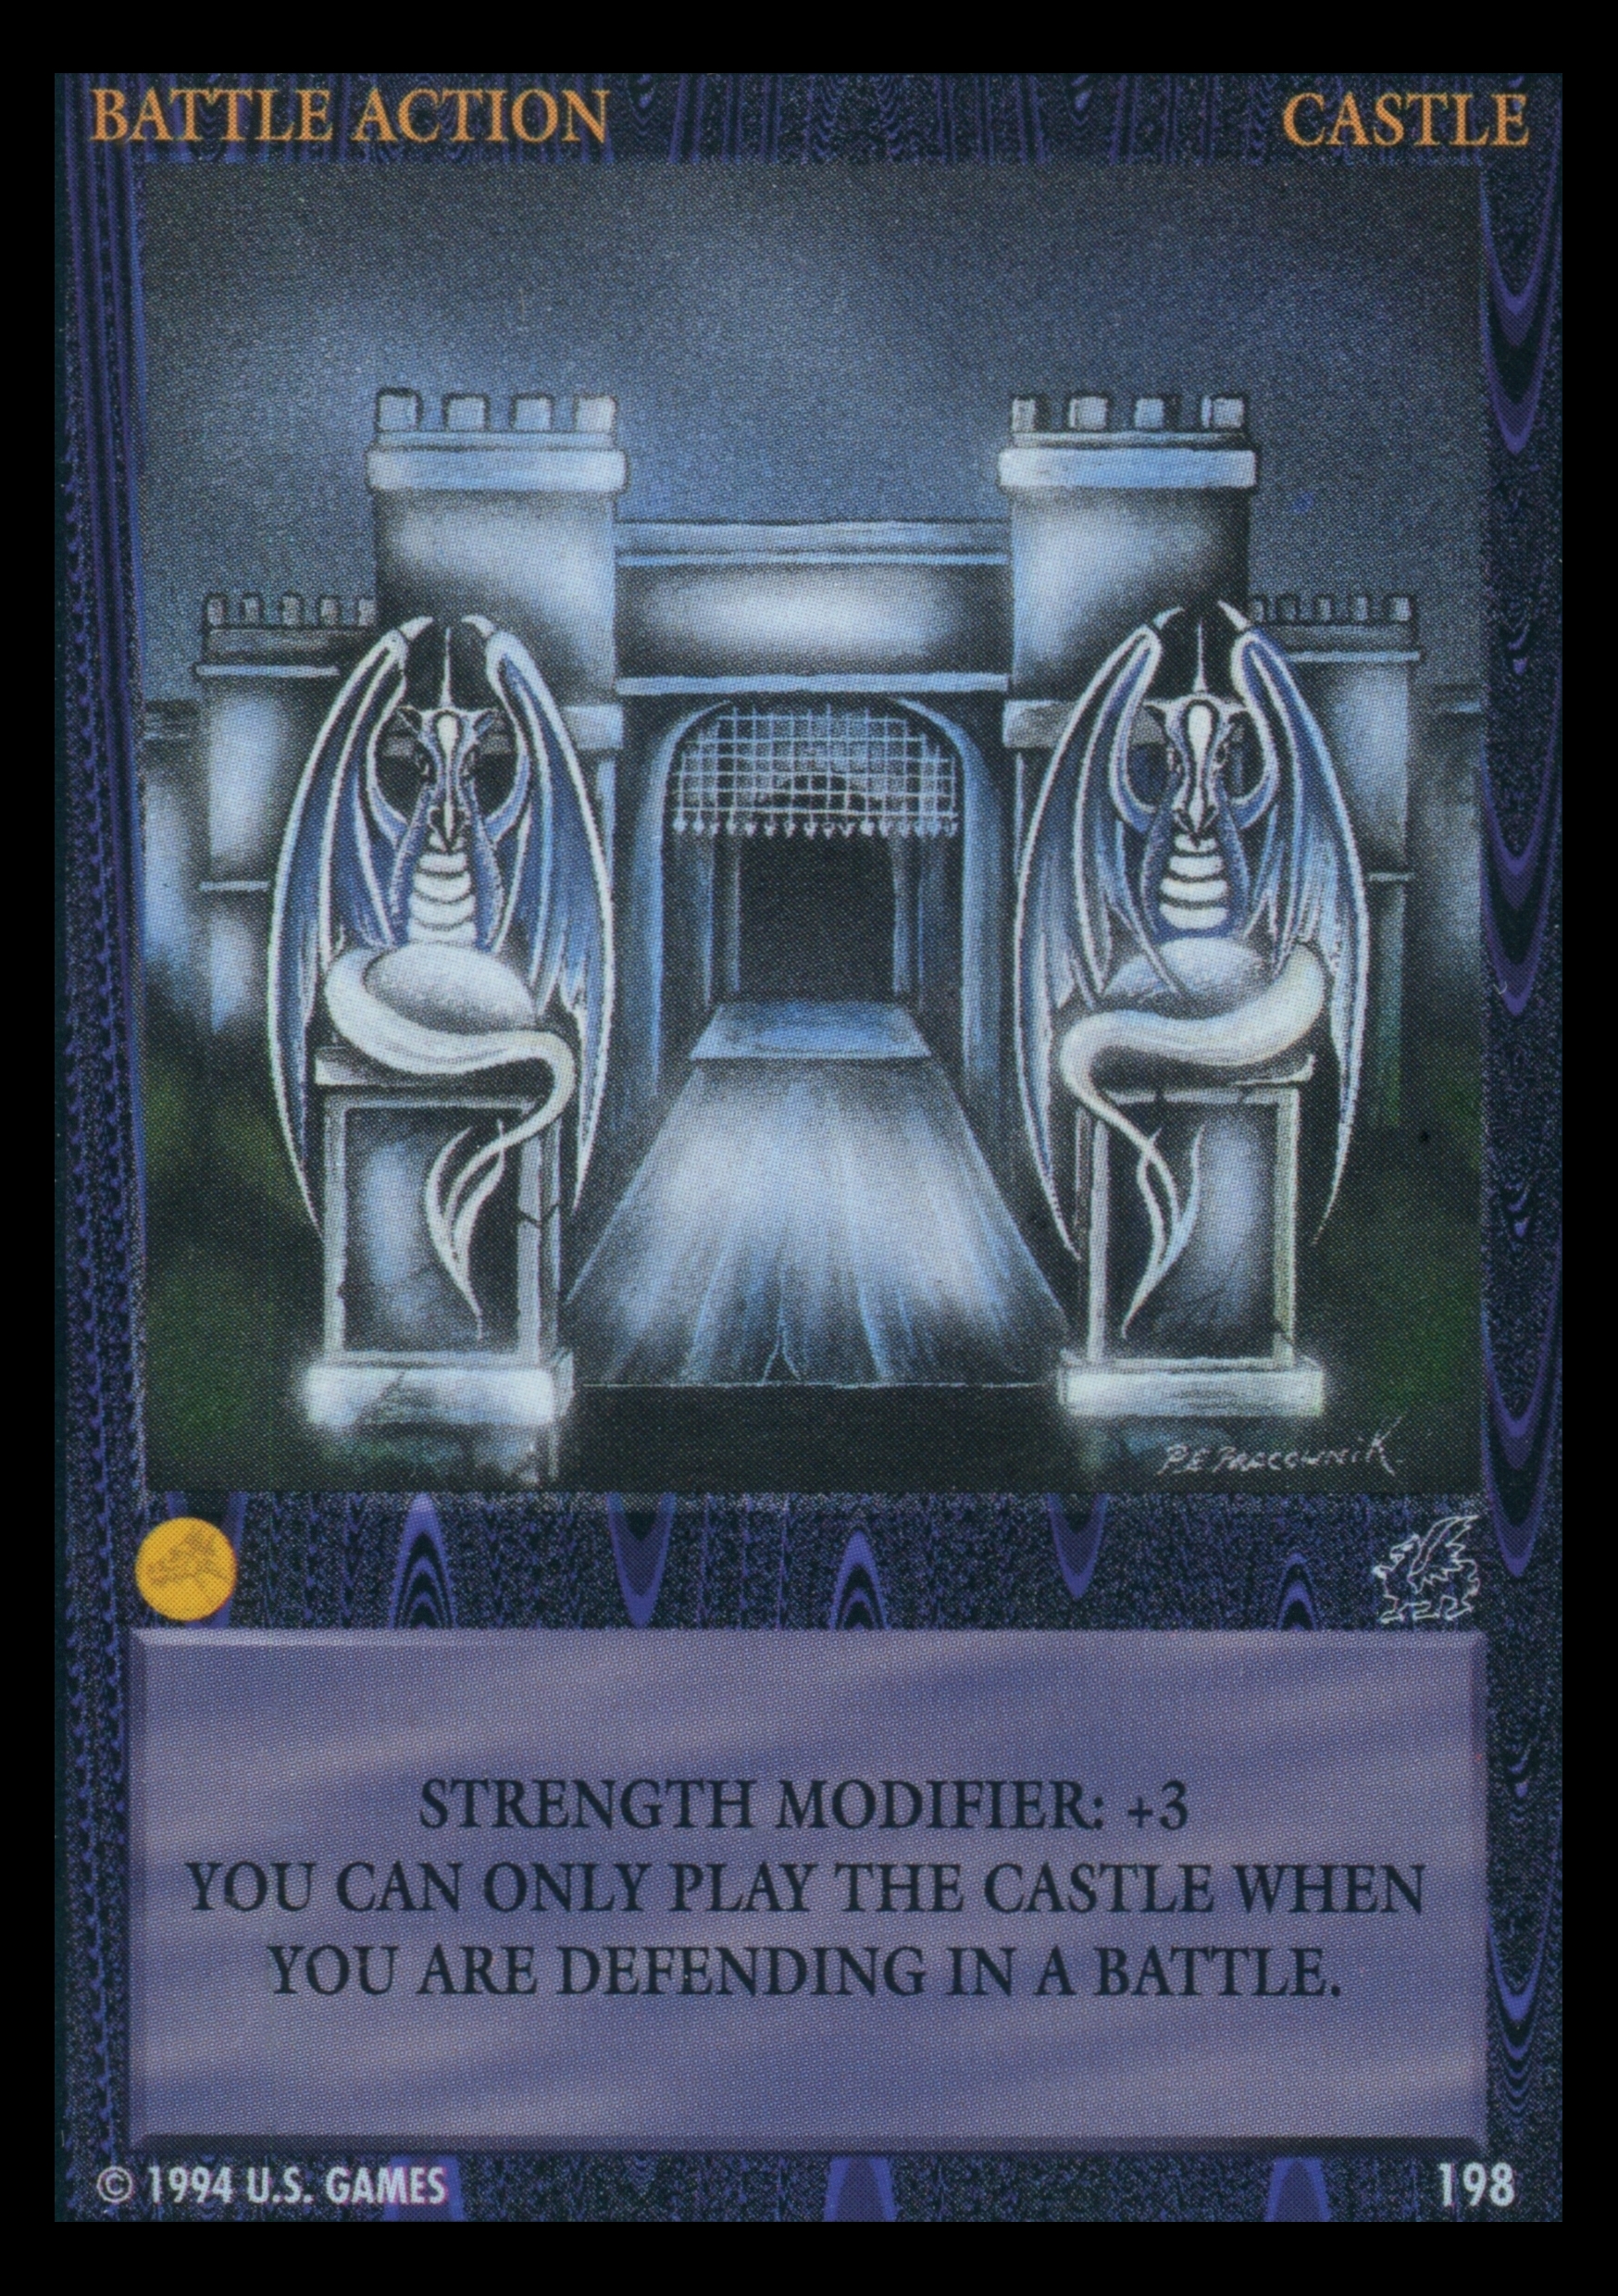 BATTLE ACTION
CASTLE
P.E. PRACOWNIK.
STRENGTH MODIFIER: +3
YOU CAN ONLY PLAY THE CASTLE WHEN
YOU ARE DEFENDING IN A BATTLE.
© 1994 U.S. GAMES
198